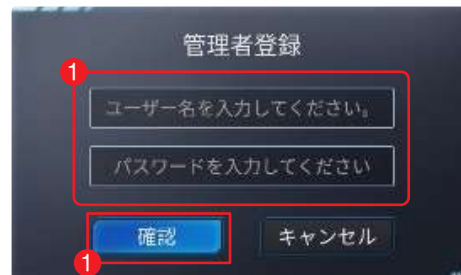 管理者登録
1
ユーザー名を入力してください。
パスワードを入力してください
確認 キャンセル
1